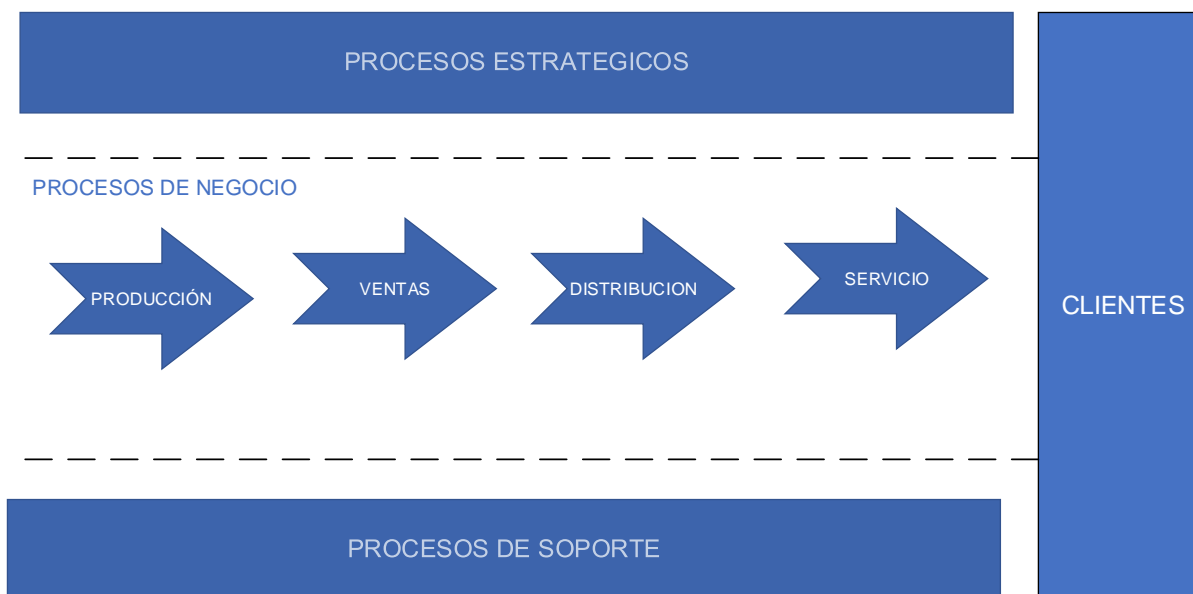 PROCESOS ESTRATEGICOS
PROCESOS DE NEGOCIO
PRODUCCIÓN
VENTAS
DISTRIBUCION
SERVICIO
CLIENTES
PROCESOS DE SOPORTE